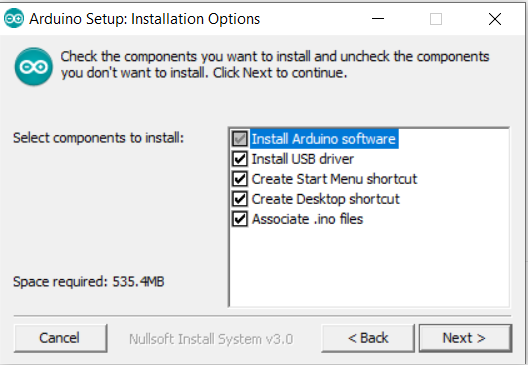 Arduino Setup: Installation Options
Check the components you want to install and uncheck the components
you don't want to install. Click Next to continue.
Select components to install:
Install Arduino software
Install USB driver
Create Start Menu shortcut
Create Desktop shortcut
Associate .ino files
Space required: 535.4MB
Cancel
Nullsoft Install System v3.0
< Back
Next >